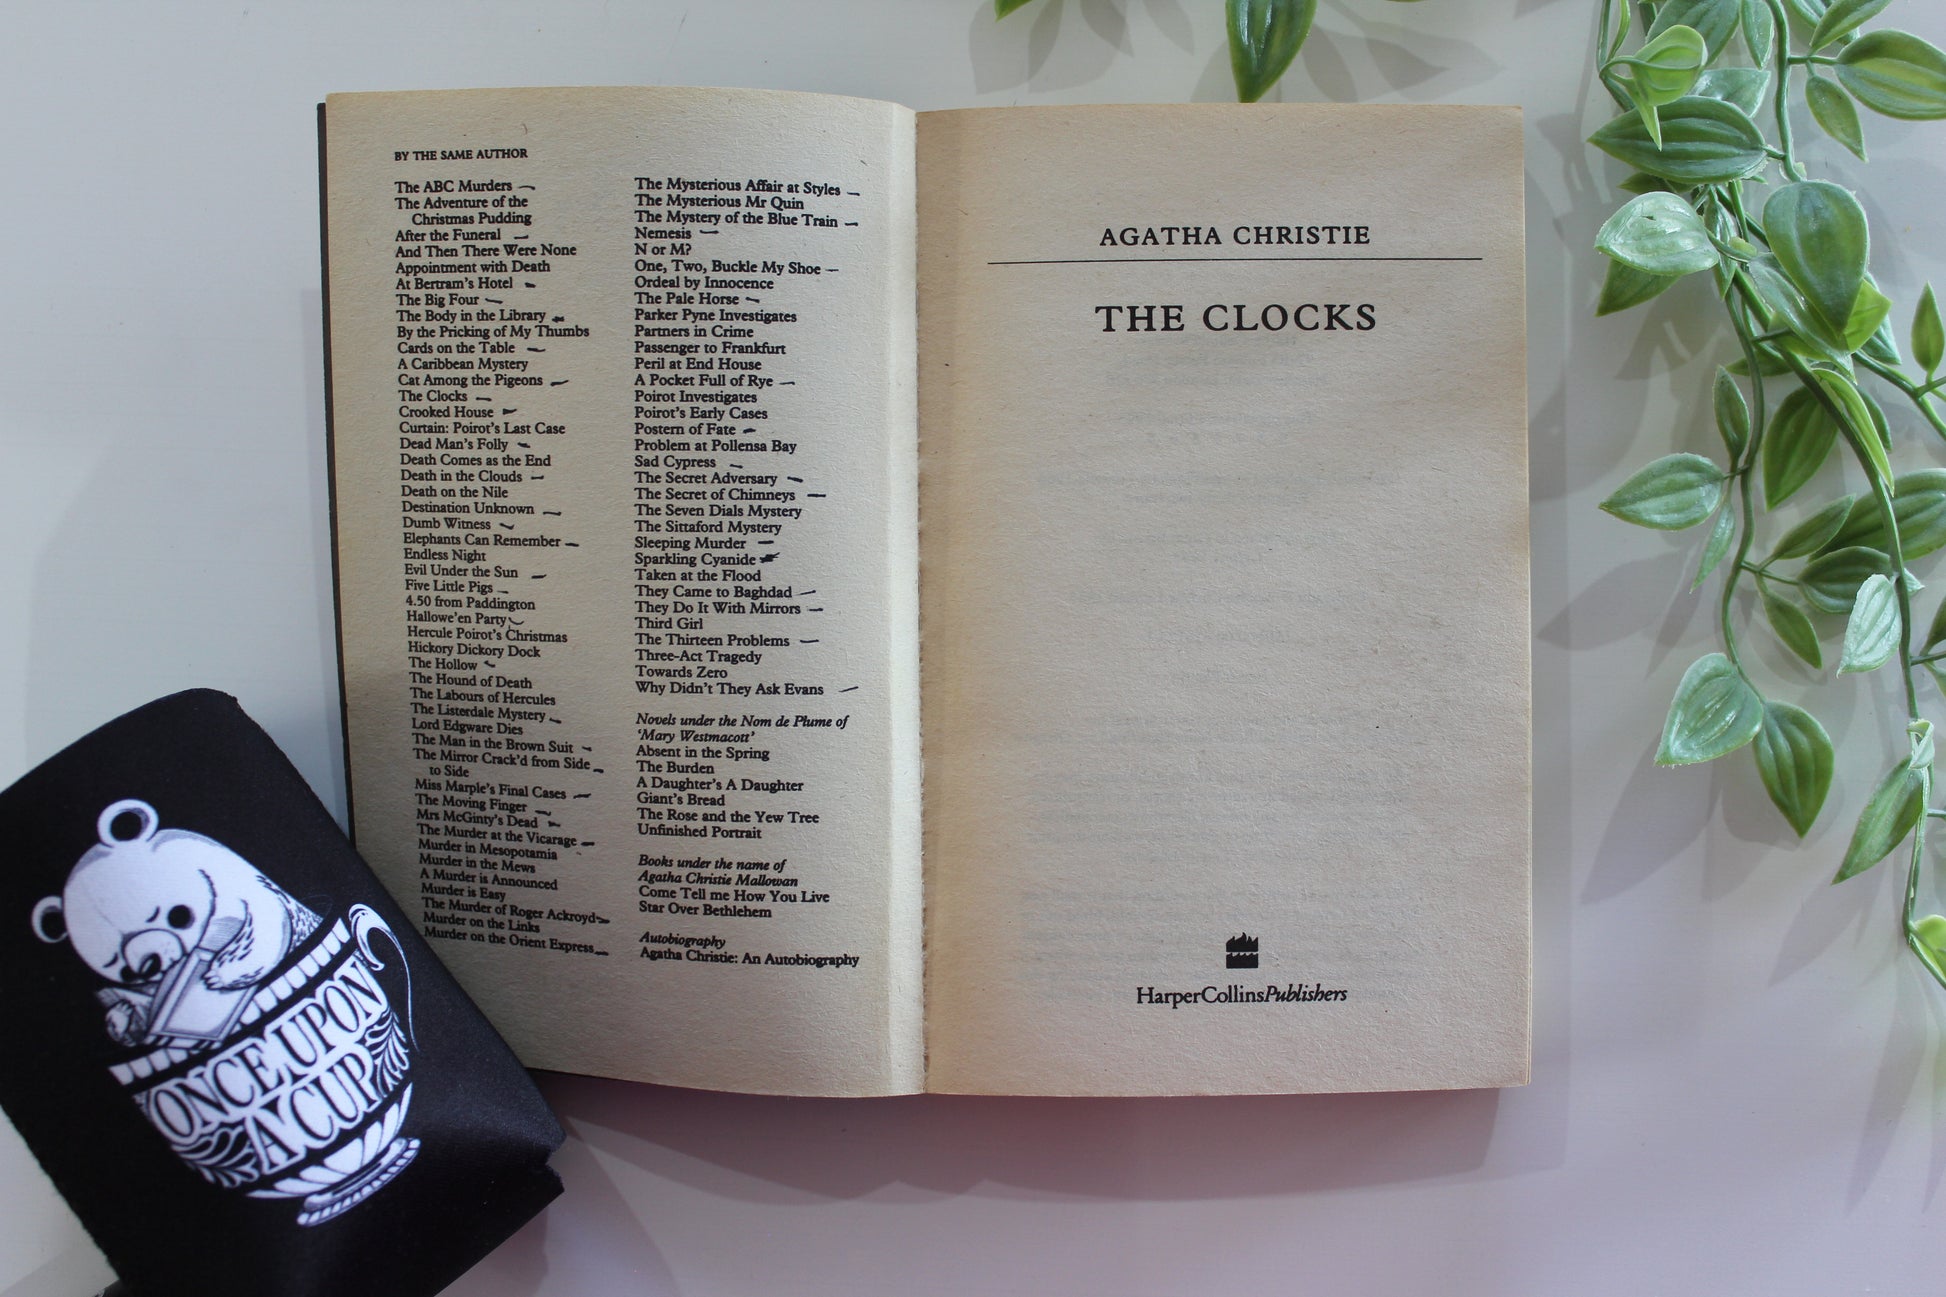 BY THE SAME AUTHOR
The ABC Murders
The Adventure of the
Christmas Pudding
After the Funeral
And Then There Were None
Appointment with Death
At Bertram's Hotel
The Big Four
The Body in the Library
By the Pricking of My Thumbs
Cards on the Table
A Caribbean Mystery
Cat Among the Pigeons
The Clocks
Crooked House
Curtain: Poirot's Last Case
Dead Man's Folly
Death Comes as the End
Death in the Clouds
Death on the Nile
Destination Unknown
Dumb Witness
Elephants Can Remember
Endless Night
Evil Under the Sun
Five Little Pigs
4.50 from Paddington
Hallowe'en Party
Hercule Poirot's Christmas
Hickory Dickory Dock
The Hollow
The Hound of Death
The Labours of Hercules
The Listerdale Mystery
Lord Edgware Dies
The Man in the Brown Suit
The Mirror Crack'd from Side
to Side
Miss Marple's Final Cases
The Moving Finger
Mrs McGinty's Dead
The Murder at the Vicarage
Murder in Mesopotamia
Murder in the Mews
A Murder is Announced
Murder is Easy
The Murder of Roger Ackroyd
Murder on the Links
Murder on the Orient Express
The Mysterious Affair at Styles
The Mysterious Mr Quin
The Mystery of the Blue Train
Nemesis
N or M?
One, Two, Buckle My Shoe
Ordeal by Innocence
The Pale Horse
Parker Pyne Investigates
Partners in Crime
Passenger to Frankfurt
Peril at End House
A Pocket Full of Rye
Poirot Investigates
Poirot's Early Cases
Postern of Fate
Problem at Pollensa Bay
Sad Cypress
The Secret Adversary
The Secret of Chimneys
The Seven Dials Mystery
The Sittaford Mystery
Sleeping Murder
Sparkling Cyanide
Taken at the Flood
They Came to Baghdad
They Do It With Mirrors
Third Girl
The Thirteen Problems
Three-Act Tragedy
Towards Zero
Why Didn't They Ask Evans
Novels under the Nom de Plume of
'Mary Westmacott'
Absent in the Spring
The Burden
A Daughter's A Daughter
Giant's Bread
The Rose and the Yew Tree
Unfinished Portrait
Books under the name of
Agatha Christie Mallowan
Come Tell me How You Live
Star Over Bethlehem
Autobiography
Agatha Christie: An Autobiography
AGATHA CHRISTIE
THE CLOCKS
HarperCollinsPublishers
ONCE UPON
A CUP